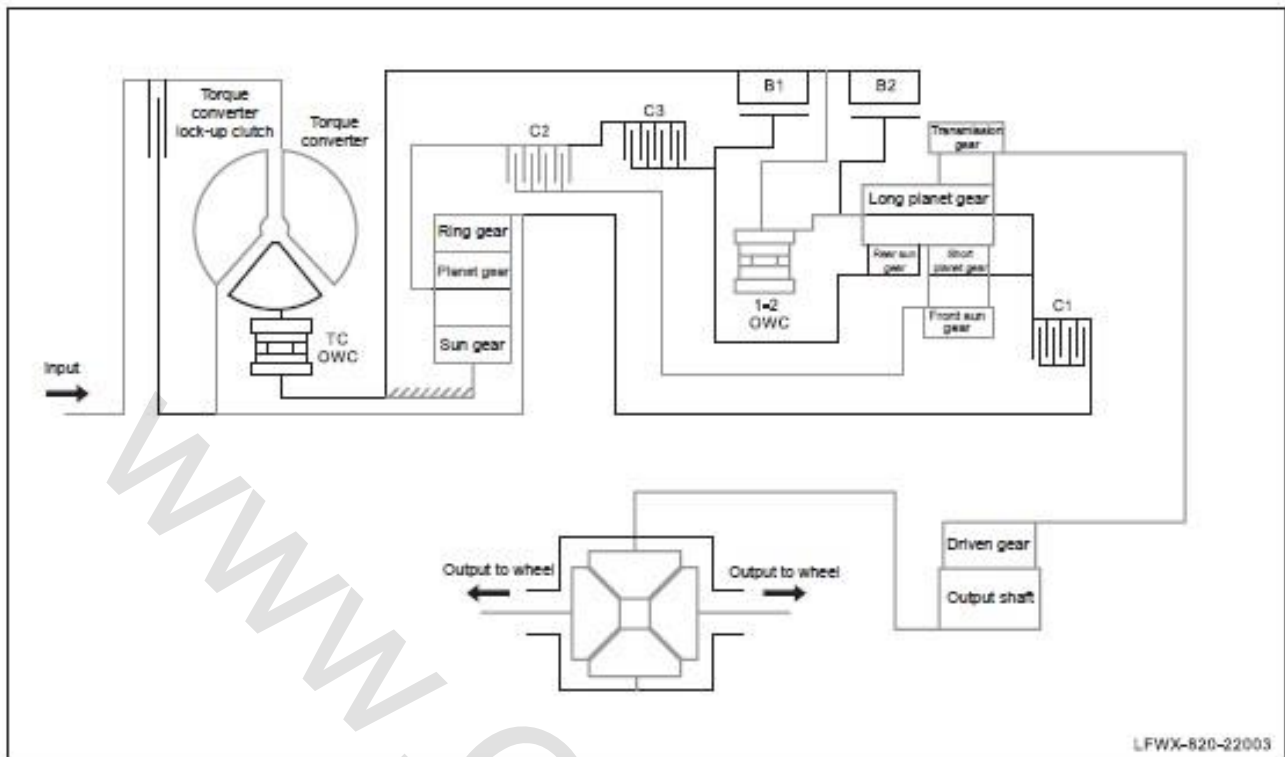 B1
B2
Torque
converter
lock-up clutch
Torque
converter
C3
C2
Transmission
gear
Long planet gear
Ring gear
Planet gear
Rear sun
gear
Short
planet gear
1-2
OWC
C1
Front sun
gear
TC
OWC
Sun gear
Input
Driven gear
Output to wheel
Output to wheel
Output shaft
www.
LFWX-820-22003